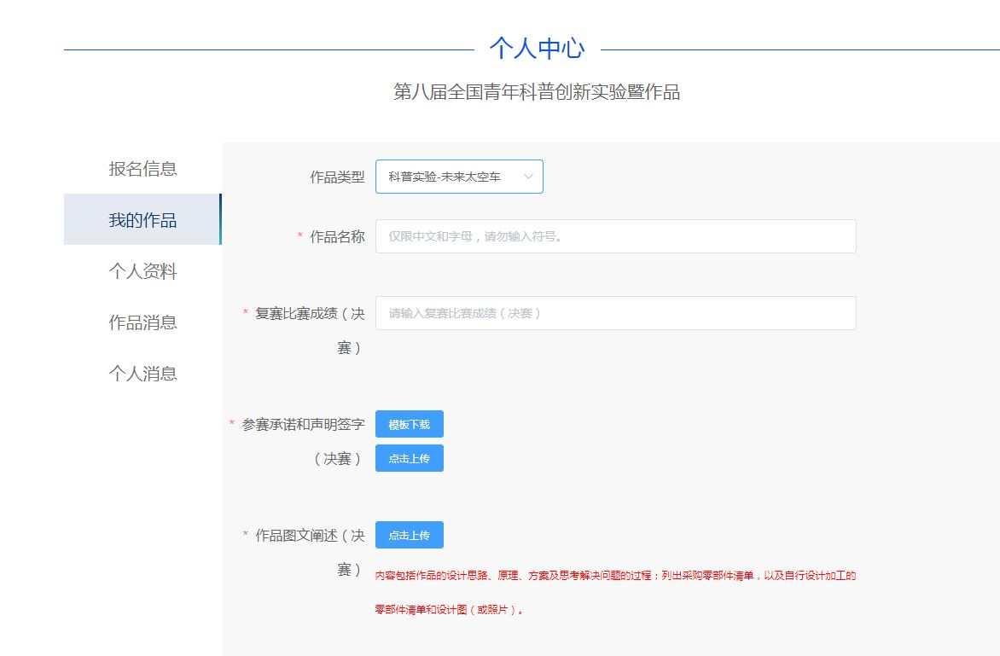 个人中心
第八届全国青年科普创新实验暨作品
报名信息
我的作品
个人资料
作品消息
个人消息
作品类型
科普实验-未来太空车
* 作品名称
仅限中文和字母，请勿输入符号。
* 复赛比赛成绩（决
赛）
请输入复赛比赛成绩（决赛）
* 参赛承诺和声明签字
（决赛）
模板下载
点击上传
* 作品图文阐述（决
赛）
点击上传
内容包括作品的设计思路、原理、方案及思考解决问题的过程；列出采购零部件清单，以及自行设计加工的
零部件清单和设计图（或照片）。